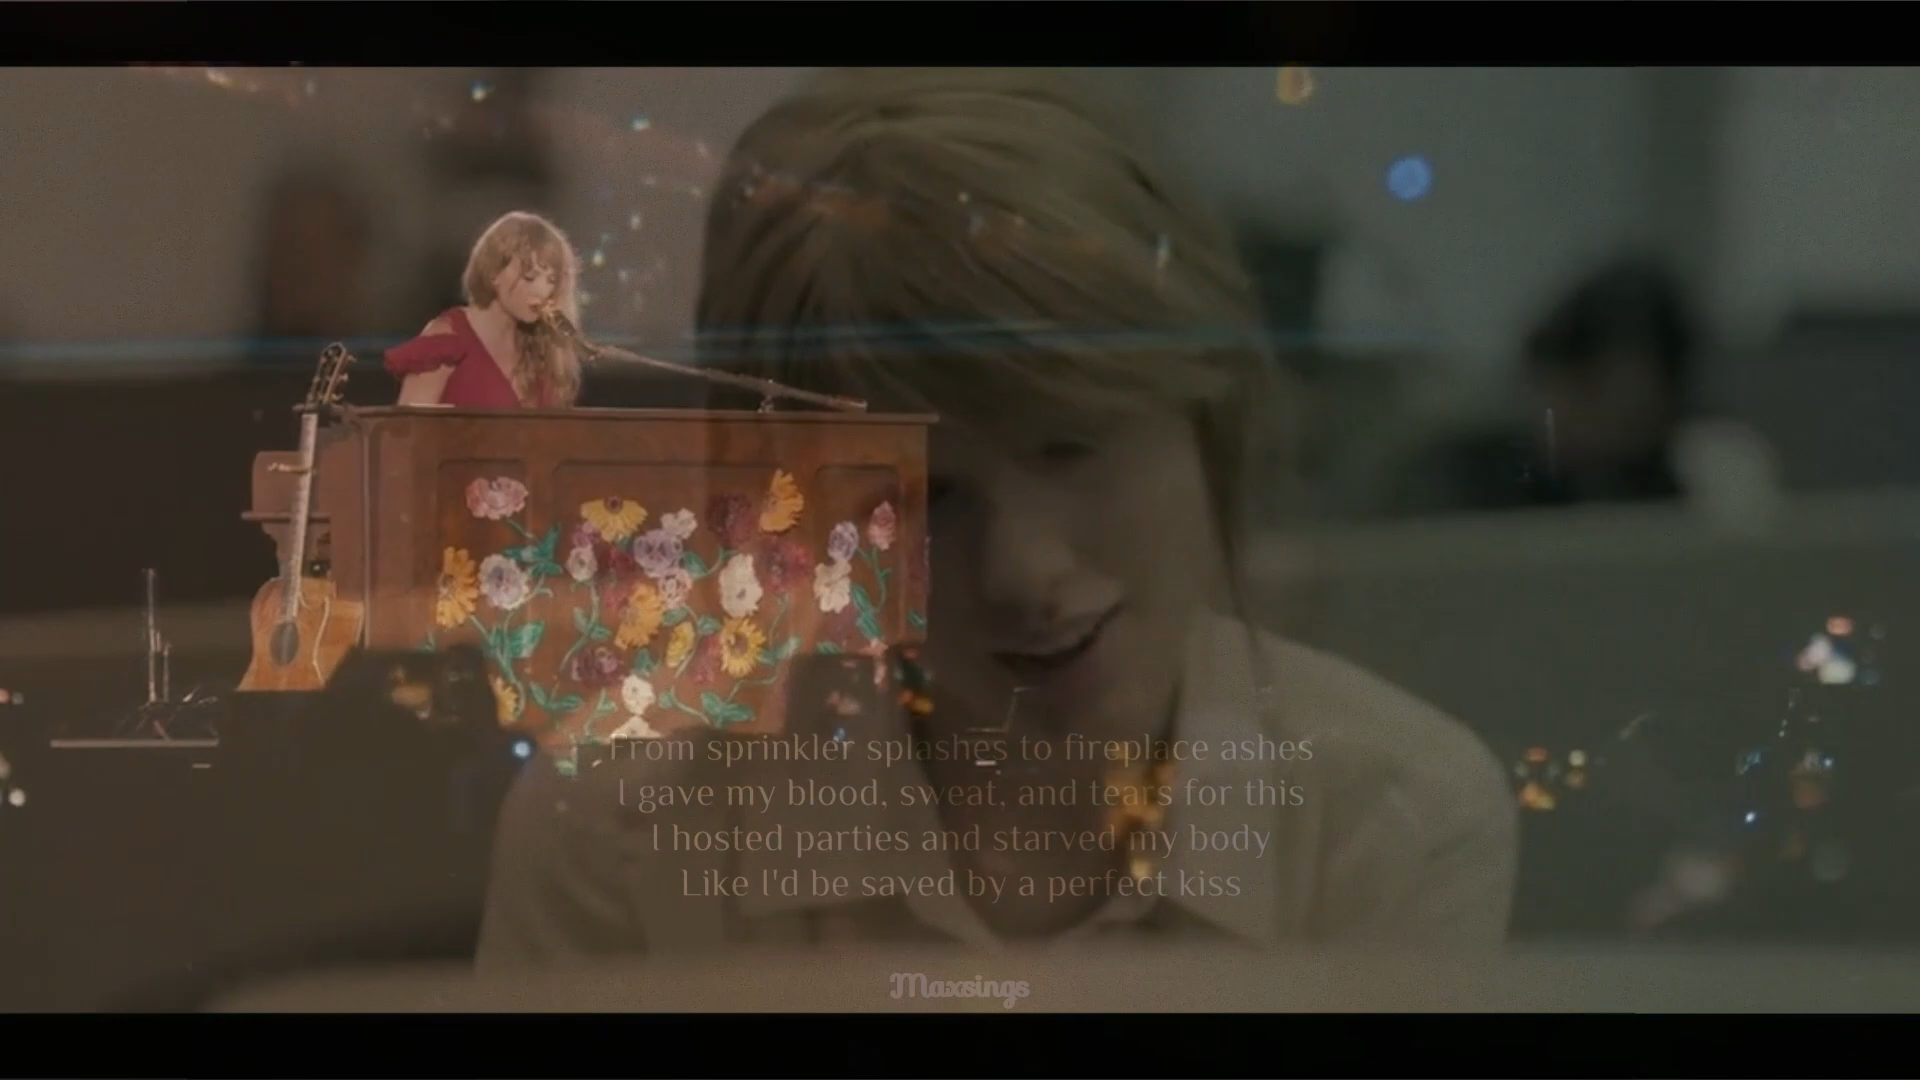 From sprinkler splashes to fireplace ashes
I gave my blood, sweat, and tears for this
I hosted parties and starved my body
Like I'd be saved by a perfect kiss
Maxsings